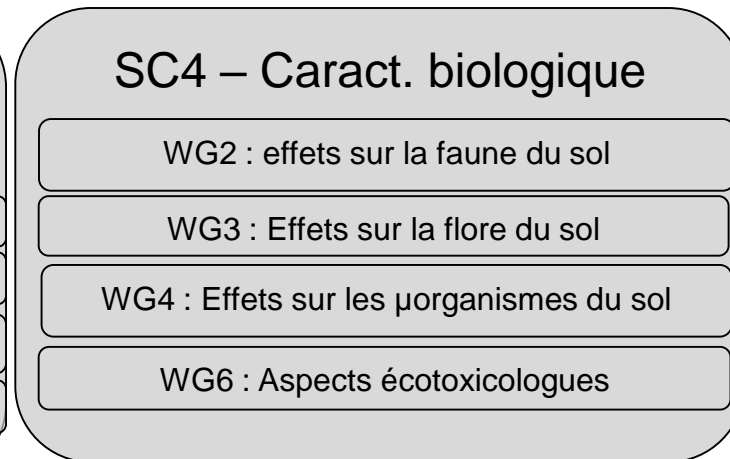 SC4 – Caract. biologique
WG2 : effets sur la faune du sol
WG3 : Effets sur la flore du sol
WG4 : Effets sur les µorganismes du sol
WG6 : Aspects écotoxicologues